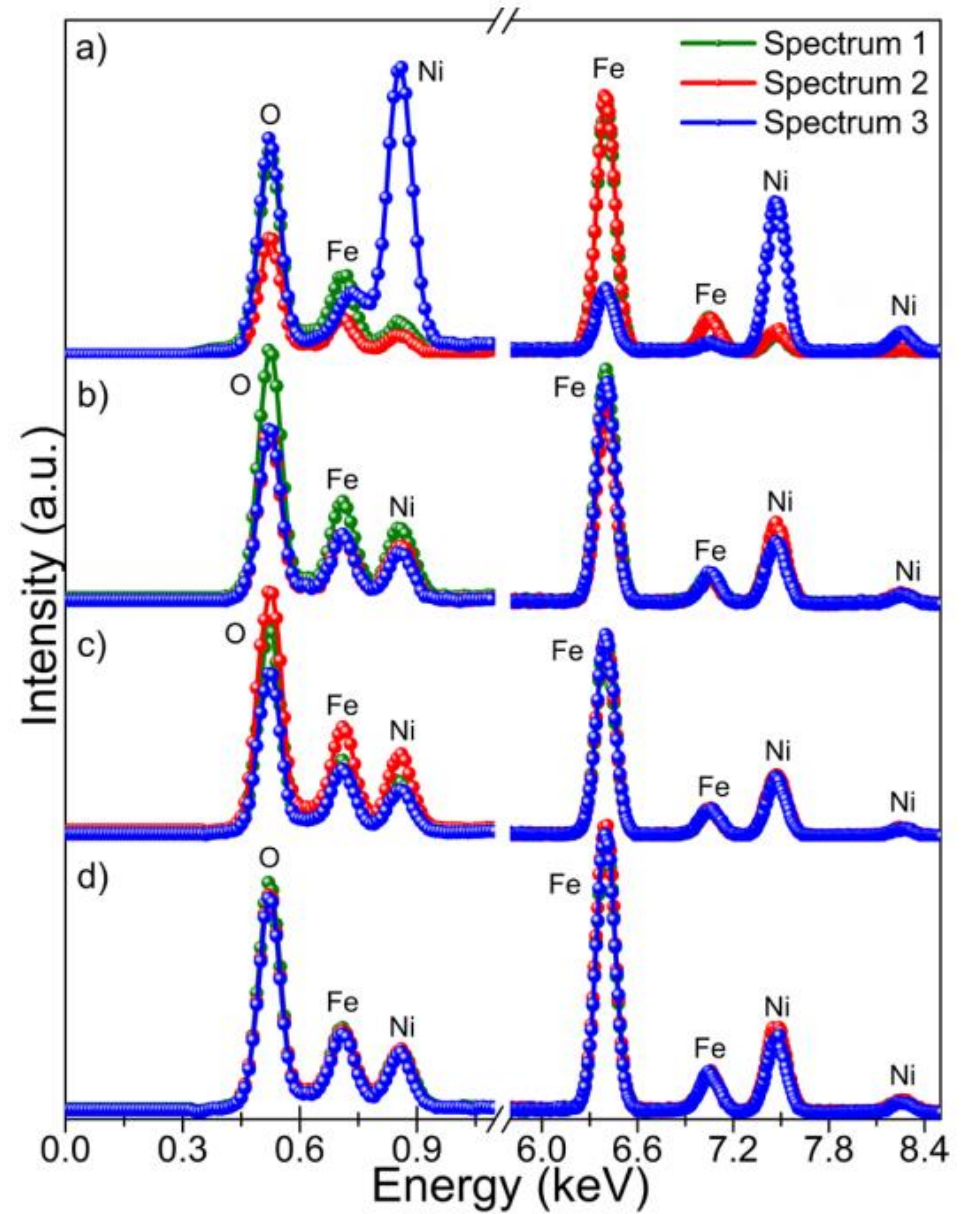 a)
Spectrum 1
Spectrum 2
Spectrum 3
O
Fe
Ni
Fe
Fe
Ni
Ni
b)
O
Fe
Ni
Fe
Fe
Ni
Ni
c)
O
Fe
Ni
Fe
Fe
Ni
Ni
d)
O
Fe
Ni
Fe
Fe
Ni
Ni
Intensity (a.u.)
0.0 0.3 0.6 0.9 6.0 6.6 7.2 7.8 8.4
Energy (keV)